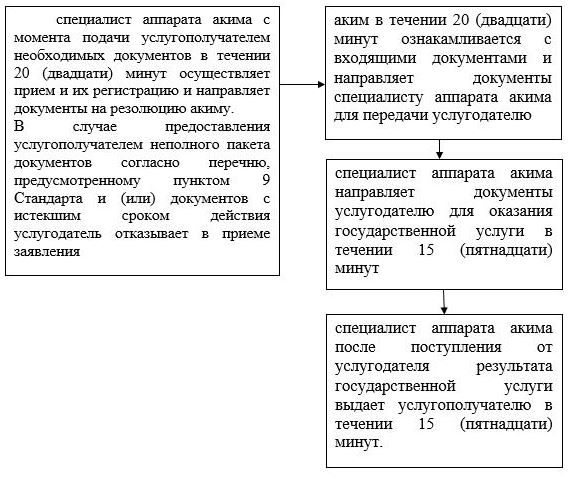 специалист аппарата акима с
момента подачи услугополучателем
необходимых документов в течении
20 (двадцати) минут осуществляет
прием и их регистрацию и направляет
документы на резолюцию акиму.
В случае предоставления
услугополучателем неполного пакета
документов согласно перечню,
предусмотренному пунктом 9
Стандарта и (или) документов с
истекшим сроком действия
услугодатель отказывает в приеме
заявления
аким в течении 20 (двадцати)
минут ознакамливается с
входящими документами и
направляет документы
специалисту аппарата акима
для передачи услугодателю
специалист аппарата акима
направляет документы
услугодателю для оказания
государственной услуги в
течении 15 (пятнадцати)
минут
специалист аппарата акима
после поступления от
услугодателя результата
государственной услуги
выдает услугополучателю в
течении 15 (пятнадцати)
минут.